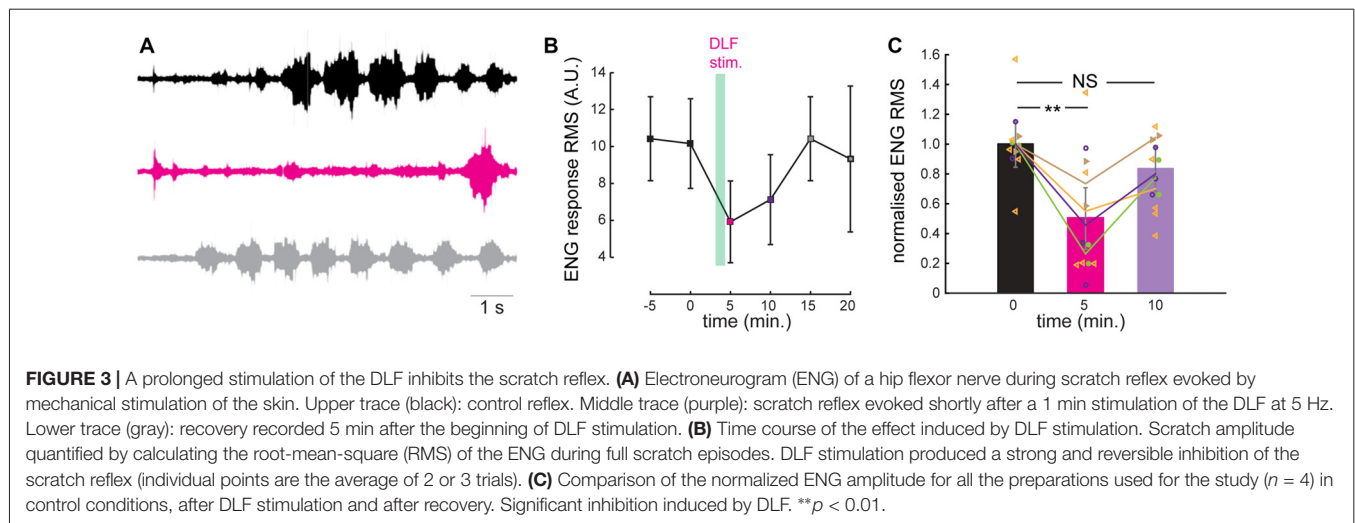 A
1 s
B
DLF
stim.
ENG response RMS (A.U.)
14
12
10
8
6
4
-5 0 5 10 15 20
time (min.)
C
normalised ENG RMS
1.6
1.4
1.2
1.0
0.8
0.6
0.4
0.2
0
NS
**
0 5 10
time (min.)
FIGURE 3 | A prolonged stimulation of the DLF inhibits the scratch reflex. (A) Electroneurogram (ENG) of a hip flexor nerve during scratch reflex evoked by
mechanical stimulation of the skin. Upper trace (black): control reflex. Middle trace (purple): scratch reflex evoked shortly after a 1 min stimulation of the DLF at 5 Hz.
Lower trace (gray): recovery recorded 5 min after the beginning of DLF stimulation. (B) Time course of the effect induced by DLF stimulation. Scratch amplitude
quantified by calculating the root-mean-square (RMS) of the ENG during full scratch episodes. DLF stimulation produced a strong and reversible inhibition of the
scratch reflex (individual points are the average of 2 or 3 trials). (C) Comparison of the normalized ENG amplitude for all the preparations used for the study (n = 4) in
control conditions, after DLF stimulation and after recovery. Significant inhibition induced by DLF. **p < 0.01.